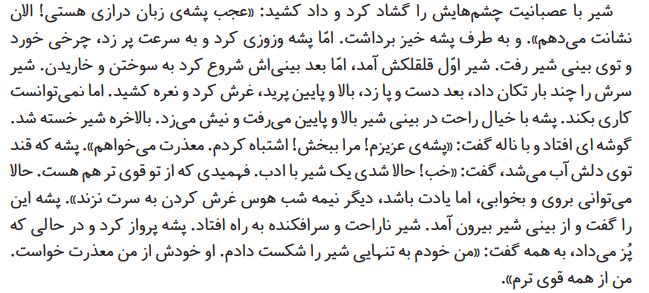 شیر با عصبانیت چشم‌هایش را گشاد کرد و داد کشید: «عجب پشه‌ی زبان درازی هستی! الان
نشانت می‌دهم». و به طرف پشه خیز برداشت. امّا پشه وزوزی کرد و به سرعت پر زد، چرخی خورد
و توی بینی شیر رفت. شیر اوّل قلقلکش آمد، امّا بعد بینی‌اش شروع کرد به سوختن و خاریدن. شیر
سرش را چند بار تکان داد، بعد دست و پا زد، بالا و پایین پرید، غرش کرد و نعره کشید. اما نمی‌توانست
کاری بکند. پشه با خیال راحت در بینی شیر بالا و پایین می‌رفت و نیش می‌زد. بالاخره شیر خسته شد.
گوشه ای افتاد و با ناله گفت: «پشه‌ی عزیزم! مرا ببخش! اشتباه کردم. معذرت می‌خواهم». پشه که قند
توی دلش آب می‌شد، گفت: «خب! حالا شدی یک شیر با ادب. فهمیدی که از تو قوی تر هم هست. حالا
می‌توانی بروی و بخوابی، اما یادت باشد، دیگر نیمه شب هوس غرش کردن به سرت نزند». پشه این
را گفت و از بینی شیر بیرون آمد. شیر ناراحت و سرافکنده به راه افتاد. پشه پرواز کرد و در حالی که
پُز می‌داد، به همه گفت: «من خودم به تنهایی شیر را شکست دادم. او خودش از من معذرت خواست.
من از همه قوی ترم».